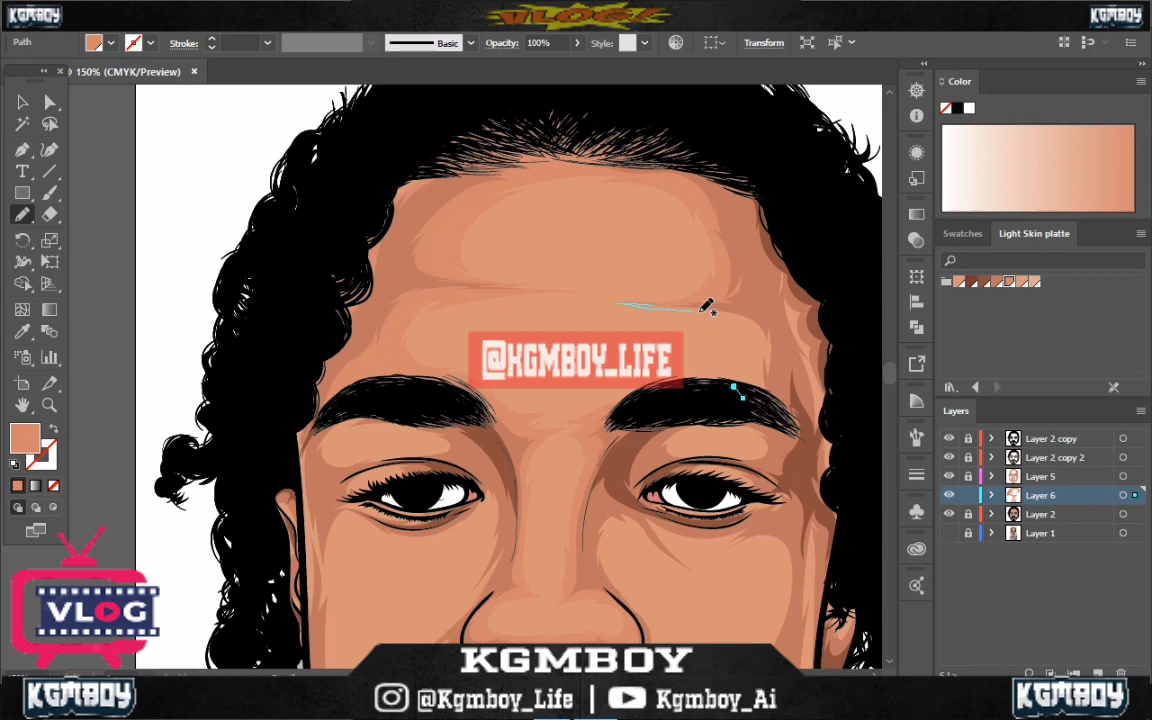 KGMBOY
VLOG!
KGMBOY
Path
Stroke:
Basic
Opacity: 100%
Style:
Transform
@ 150% (CMYK/Preview)
Color
Swatches
Light Skin platte
Layers
Layer 2 copy
Layer 2 copy 2
Layer 5
Layer 6
Layer 2
Layer 1
@KGMBOY_LIFE
VLOG
KGMBOY
@Kgmboy_Life | Kgmboy_Ai
KGMBOY
KGMBOY